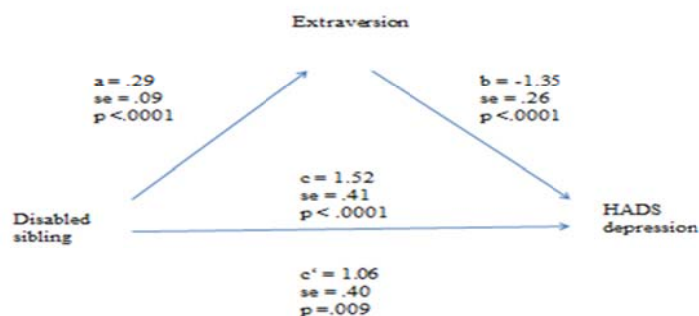 Extraversion
a = .29
se = .09
p <.0001
b = -1.35
se = .26
p <.0001
c = 1.52
se = .41
p < .0001
Disabled
sibling
HADS
depression
c‘ = 1.06
se = .40
p =.009